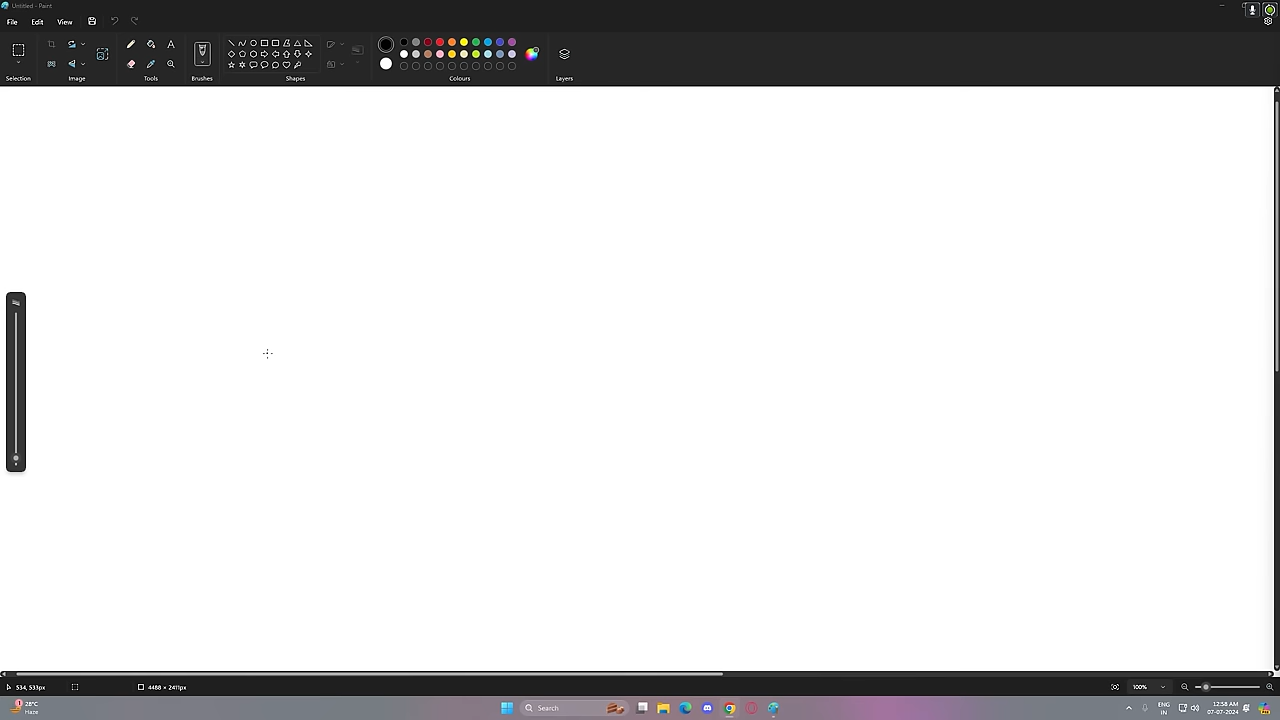 Untitled - Paint
File Edit View
Selection Image Tools Brushes Shapes Colours Layers
534, 533px 4488 × 2411px 100%
28°C
Haze
Search
ENG
IN
12:58 AM
07-07-2024